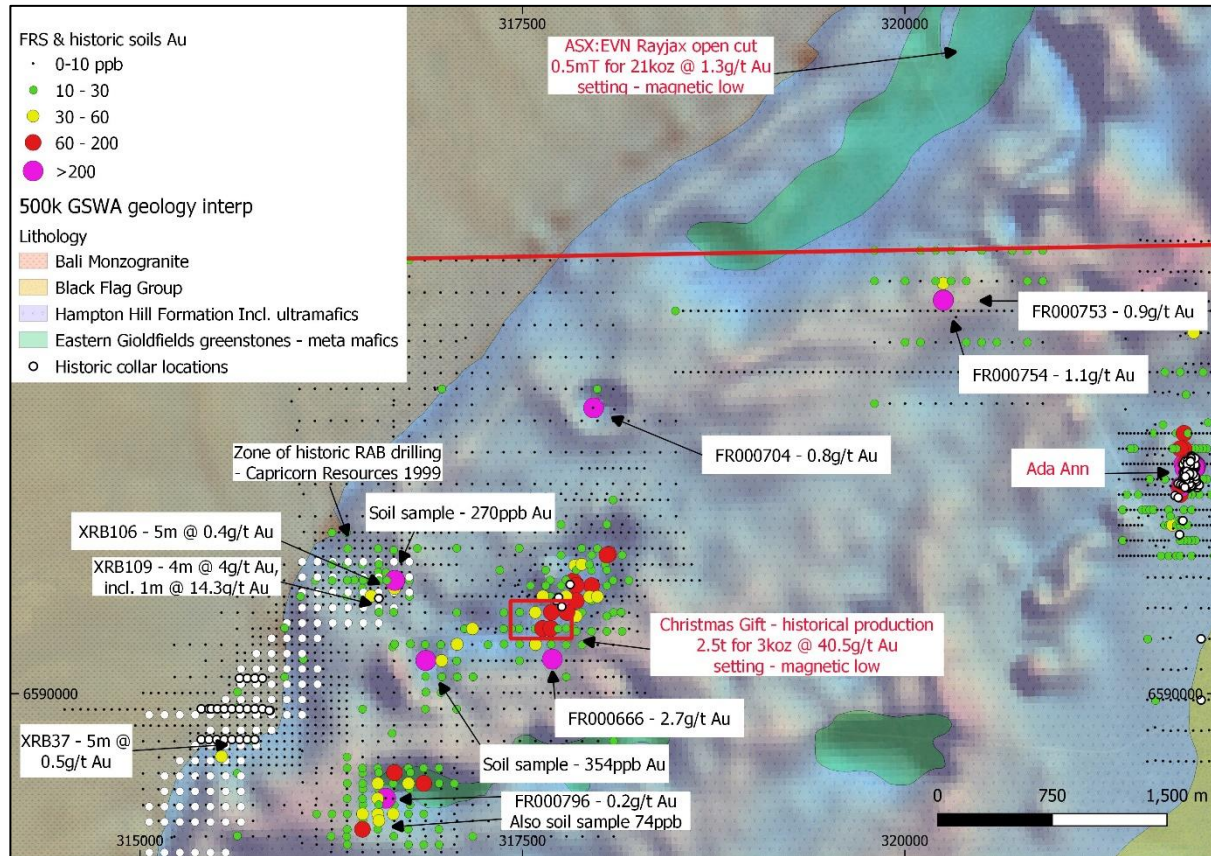 317500
320000
FRS & historic soils Au
0-10 ppb
10 - 30
30 - 60
60 - 200
>200
500k GSWA geology interp
Lithology
Bali Monzogranite
Black Flag Group
Hampton Hill Formation Incl. ultramafics
Eastern Gioldfields greenstones - meta mafics
Historic collar locations
ASX:EVN Rayjax open cut
0.5mT for 21koz @ 1.3g/t Au
setting - magnetic low
FR000753 - 0.9g/t Au
FR000754 - 1.1g/t Au
FR000704 - 0.8g/t Au
Ada Ann
Zone of historic RAB drilling
- Capricorn Resources 1999
Soil sample - 270ppb Au
XRB106 - 5m @ 0.4g/t Au
XRB109 - 4m @ 4g/t Au,
incl. 1m @ 14.3g/t Au
Christmas Gift - historical production
2.5t for 3koz @ 40.5g/t Au
setting - magnetic low
6590000
6590000
FR000666 - 2.7g/t Au
XRB37 - 5m @
0.5g/t Au
Soil sample - 354ppb Au
FR000796 - 0.2g/t Au
Also soil sample 74ppb
0 750 1,500 m
315000
317500
320000